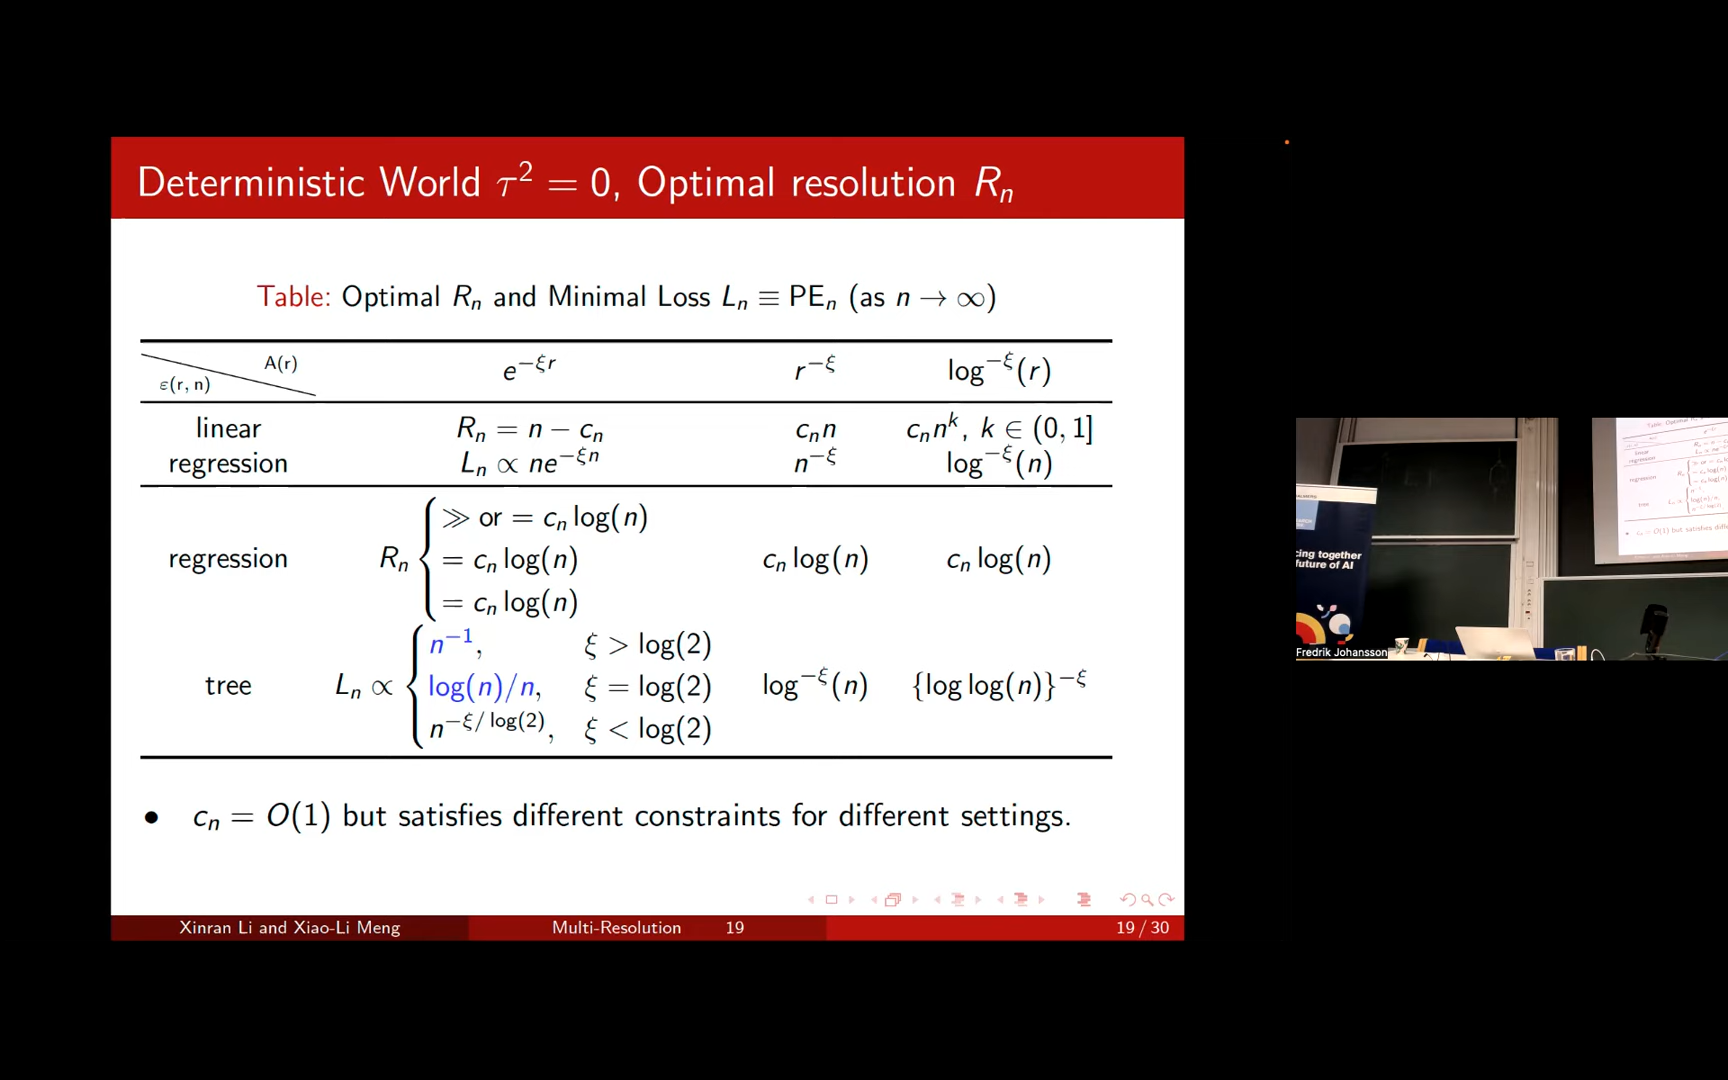 Deterministic World τ² = 0, Optimal resolution Rₙ
Table: Optimal Rₙ and Minimal Loss Lₙ ≡ PEₙ (as n → ∞)
A(r)
ε(r, n)
e^{−ξr} r^{−ξ} log^{−ξ}(r)
linear Rₙ = n − cₙ cₙn cₙn^k, k ∈ (0, 1]
regression Lₙ ∝ ne^{−ξn} n^{−ξ} log^{−ξ}(n)
≫ or = cₙ log(n)
regression Rₙ { = cₙ log(n) cₙ log(n) cₙ log(n)
= cₙ log(n)
n^{−1}, ξ > log(2)
tree Lₙ ∝ { log(n)/n, ξ = log(2) log^{−ξ}(n) {log log(n)}^{−ξ}
n^{−ξ/ log(2)}, ξ < log(2)
• cₙ = O(1) but satisfies different constraints for different settings.
Xinran Li and Xiao-Li Meng Multi-Resolution 19 19 / 30
cing together
future of AI
Fredrik Johansson